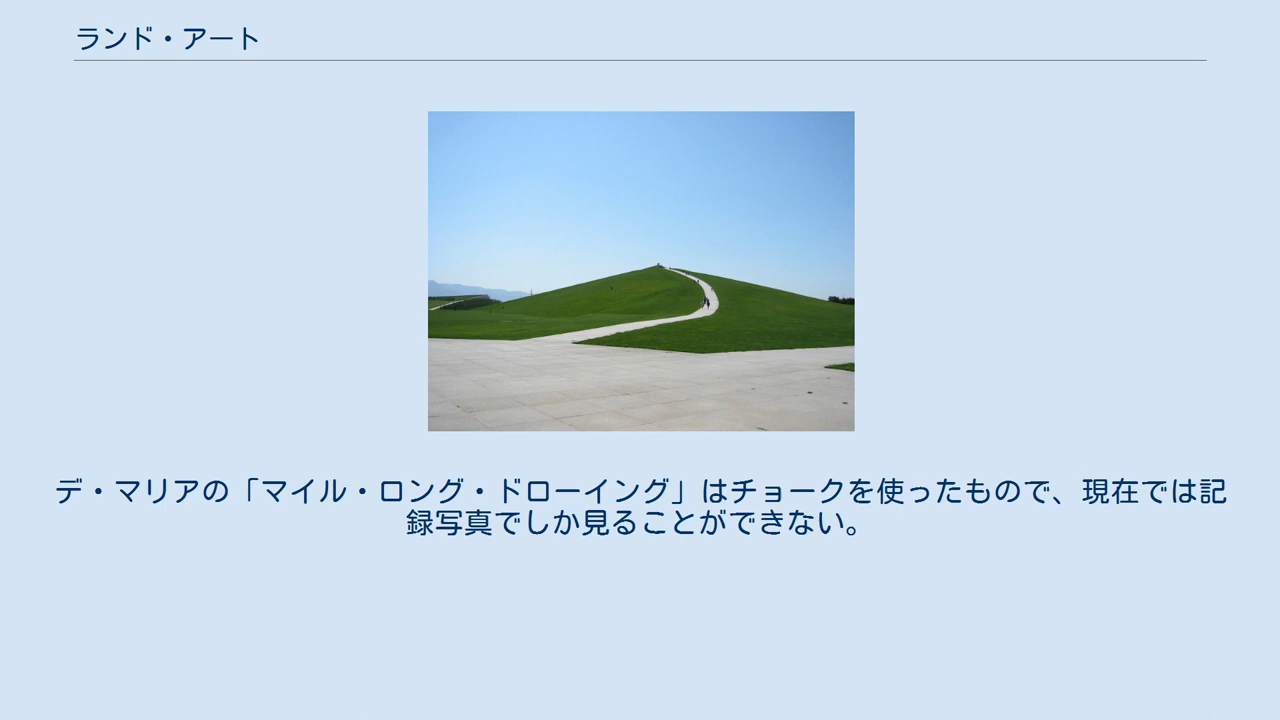 ランド・アート
デ・マリアの「マイル・ロング・ドローイング」はチョークを使ったもので、現在では記
録写真でしか見ることができない。